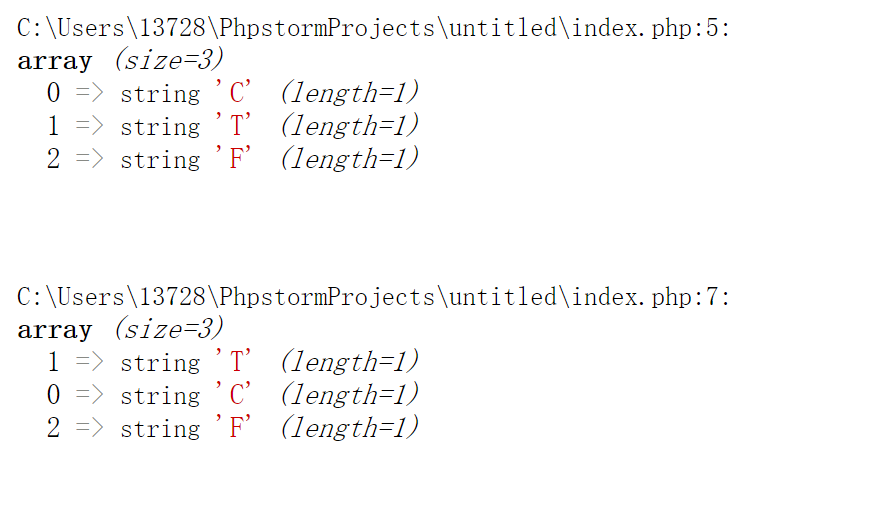 C:\Users\13728\PhpstormProjects\untitled\index.php:5:
array (size=3)
0 => string 'C' (length=1)
1 => string 'T' (length=1)
2 => string 'F' (length=1)
C:\Users\13728\PhpstormProjects\untitled\index.php:7:
array (size=3)
1 => string 'T' (length=1)
0 => string 'C' (length=1)
2 => string 'F' (length=1)